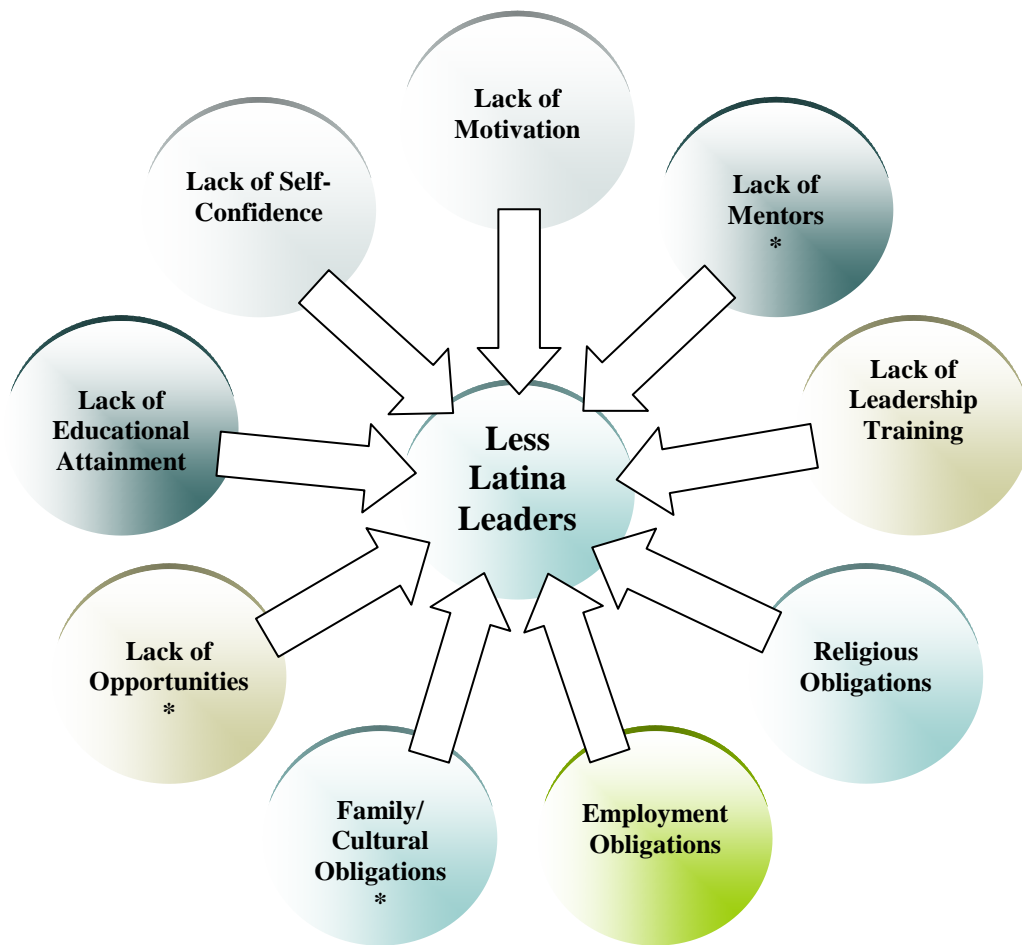 Lack of
Motivation
Lack of Self-
Confidence
Lack of
Mentors
*
Lack of
Leadership
Training
Lack of
Educational
Attainment
Less
Latina
Leaders
Lack of
Opportunities
*
Religious
Obligations
Family/
Cultural
Obligations
*
Employment
Obligations